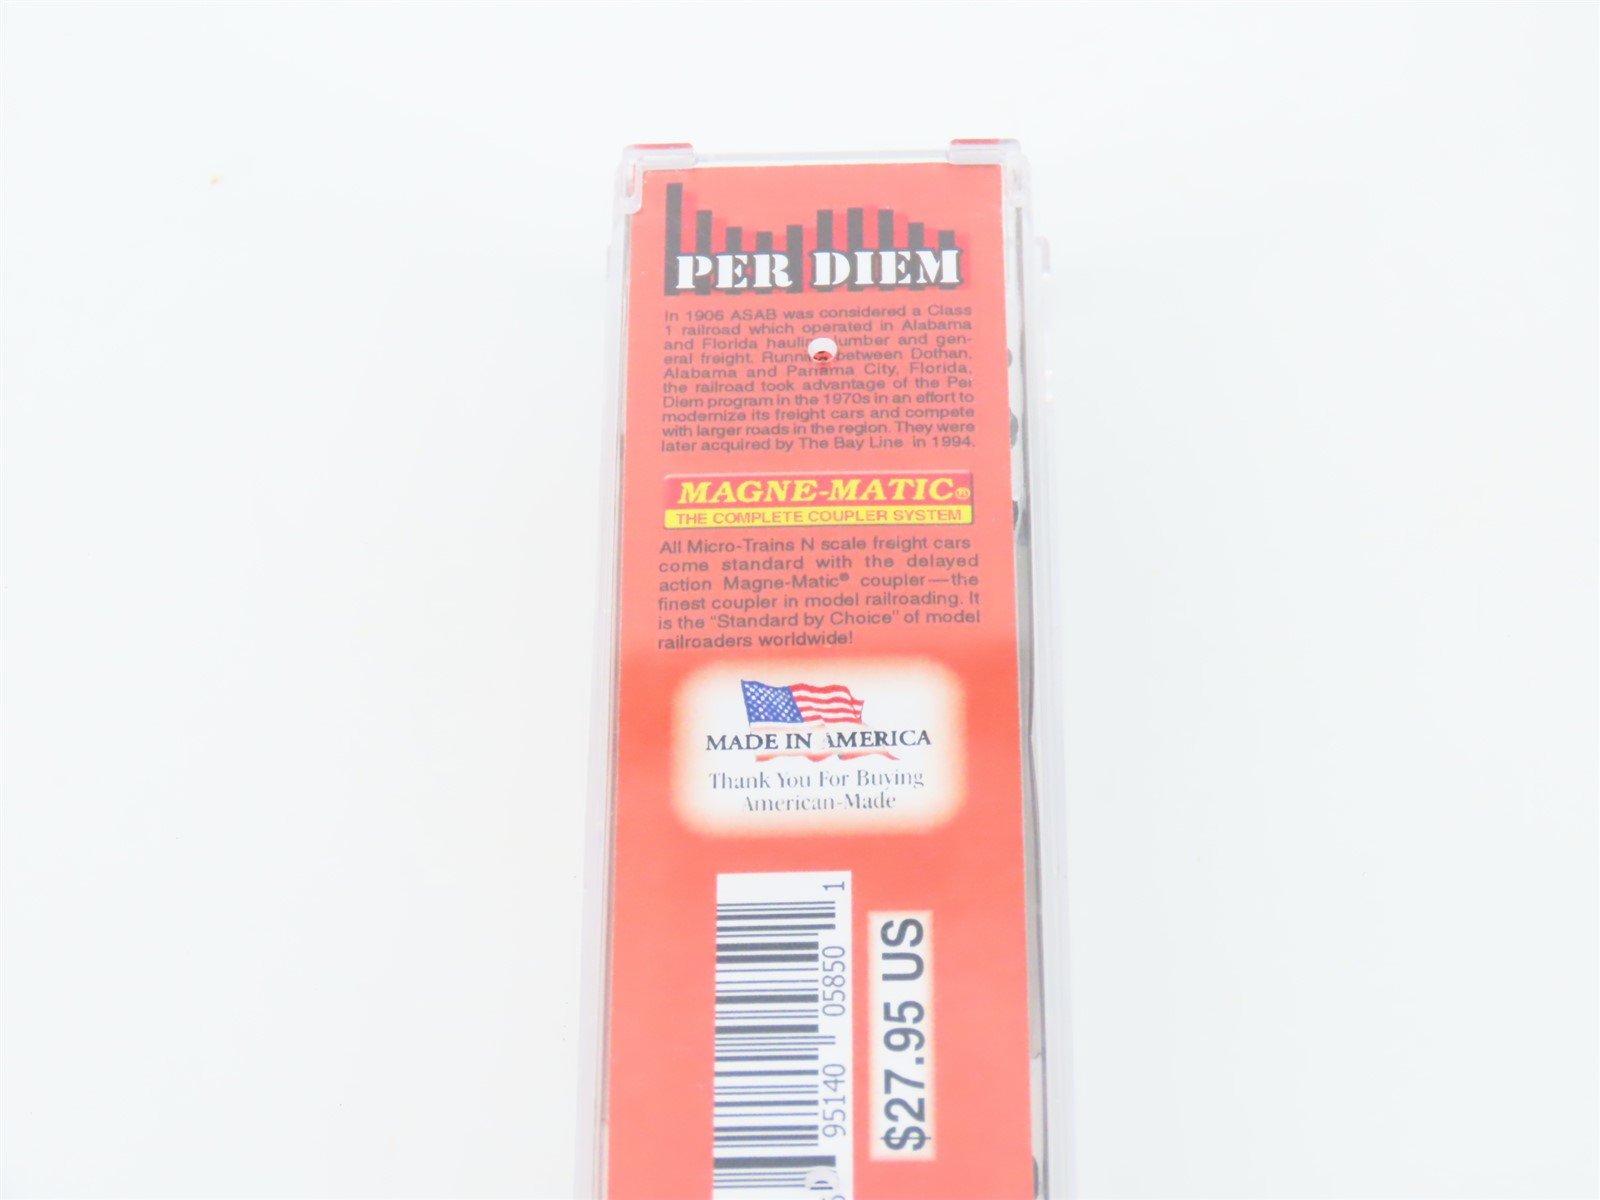 PER DIEM
In 1906 ASAB was considered a Class
1 railroad which operated in Alabama
and Florida umber and gen-
eral freight. between Dothan,
Alabama and Panama City, Florida,
the railroad took advantage of the Per
Diem program in the 1970s in an effort to
modernize its freight cars and compete
with larger roads in the region. They were
later acquired by The Bay Line in 1994.
MAGNE-MATIC®
THE COMPLETE COUPLER SYSTEM
All Micro-Trains N scale freight cars
come standard with the delayed
action Magne-Matic® coupler—the
finest coupler in model railroading. It
is the "Standard by Choice" of model
railroaders worldwide!
MADE IN AMERICA
Thank You For Buying
American-Made
95140 05850 1
$27.95 US